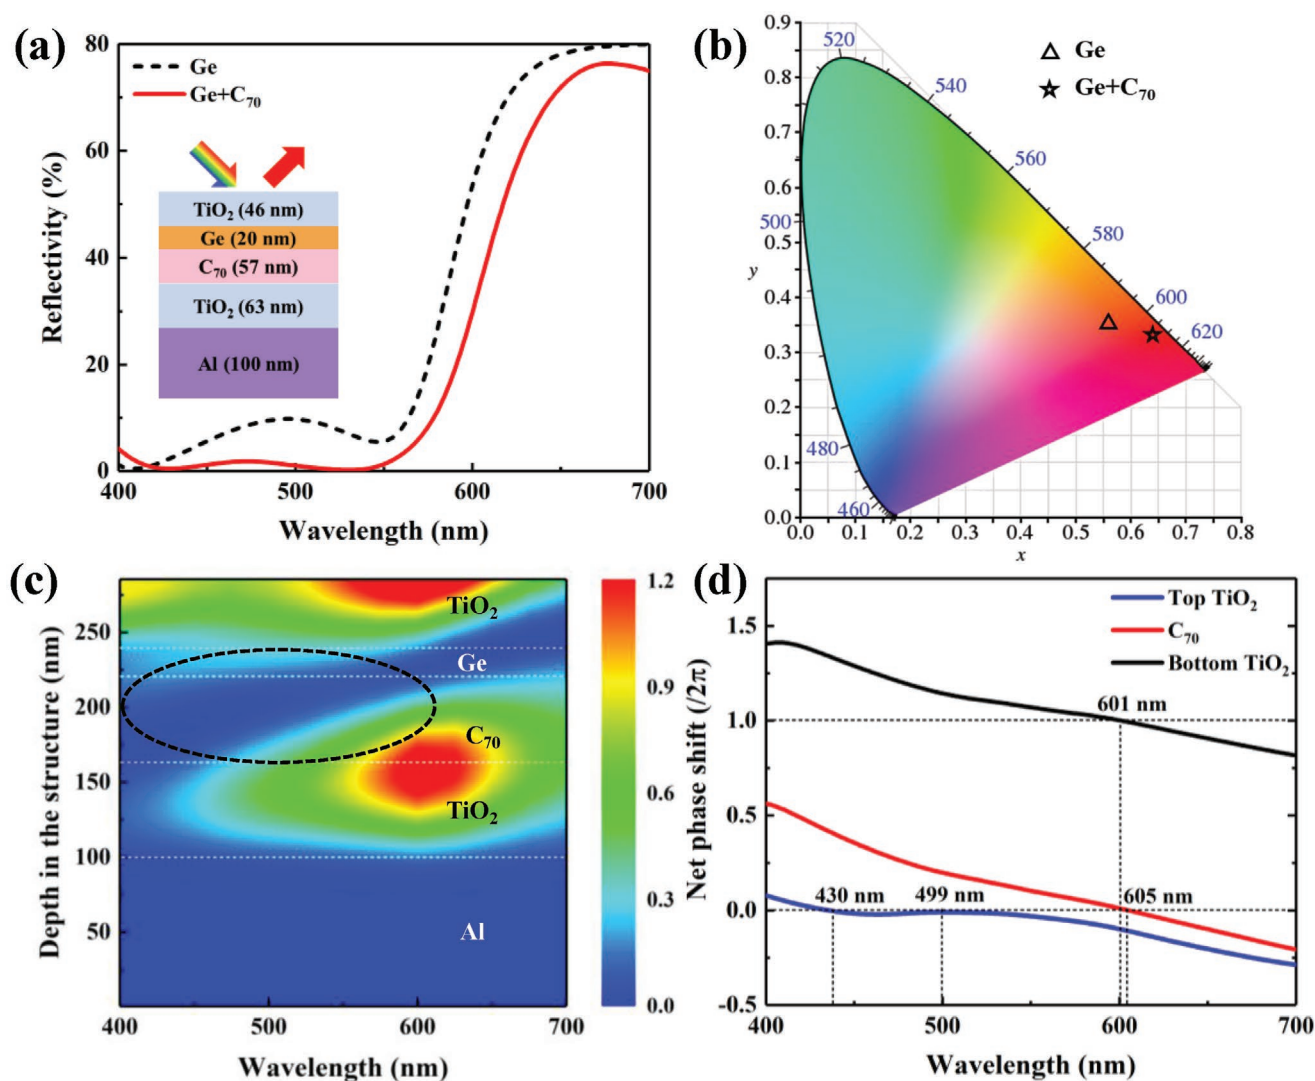 (a)
80
60
40
20
0
Reflectivity (%)
Ge
Ge+C₇₀
TiO₂ (46 nm)
Ge (20 nm)
C₇₀ (57 nm)
TiO₂ (63 nm)
Al (100 nm)
400 500 600 700
Wavelength (nm)
(b)
0.9
0.8
0.7
0.6
0.5
0.4
0.3
0.2
0.1
0.0
y
520
540
560
580
600
620
500
480
460
Ge
Ge+C₇₀
0.0 0.1 0.2 0.3 0.4 0.5 0.6 0.7 0.8
x
(c)
250
200
150
100
50
Depth in the structure (nm)
TiO₂
Ge
C₇₀
TiO₂
Al
400 500 600 700
Wavelength (nm)
1.2
0.9
0.6
0.3
0.0
(d)
1.5
1.0
0.5
0.0
-0.5
Net phase shift (/2π)
Top TiO₂
C₇₀
Bottom TiO₂
601 nm
430 nm 499 nm 605 nm
400 500 600 700
Wavelength (nm)